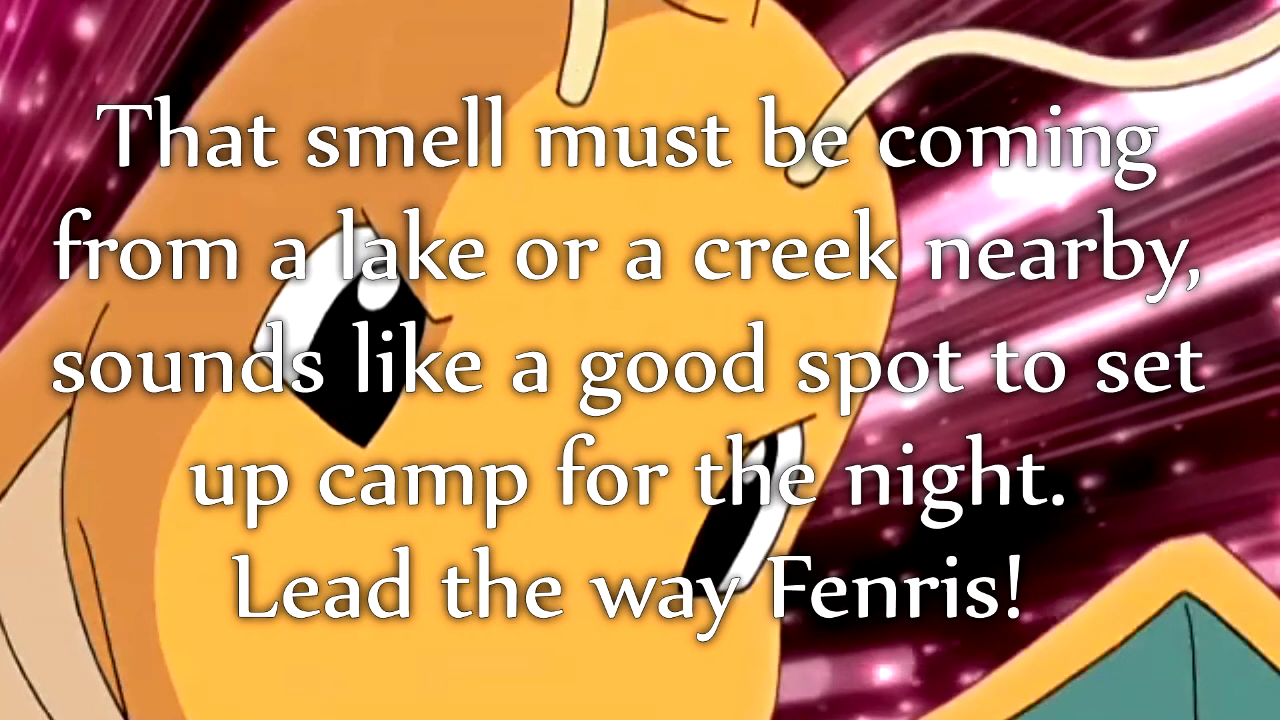 That smell must be coming
from a lake or a creek nearby,
sounds like a good spot to set
up camp for the night.
Lead the way Fenris!